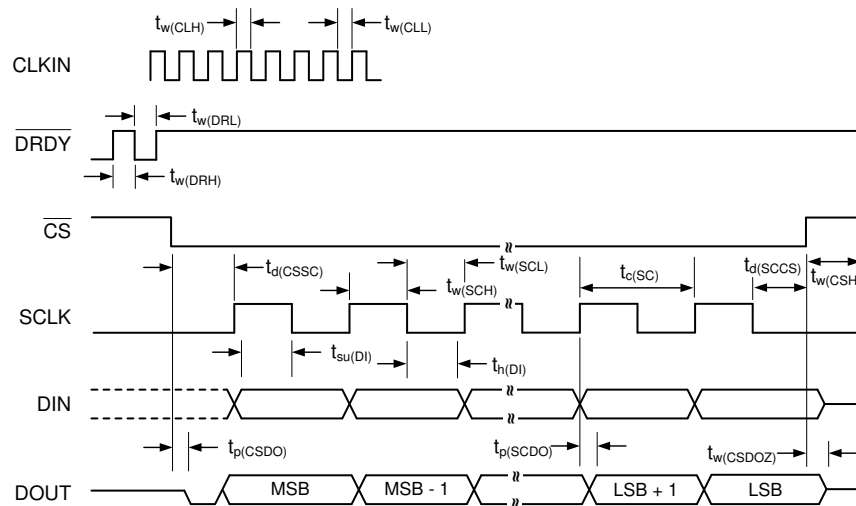 tw(CLH)
tw(CLL)
CLKIN
tw(DRL)
DRDY
tw(DRH)
CS
td(CSSC)
tw(SCL)
tc(SC)
td(SCCS)
tw(SCH)
tw(CSH
SCLK
tsu(DI)
th(DI)
DIN
tp(CSDO)
tp(SCDO)
tw(CSDOZ)
DOUT
MSB
MSB - 1
LSB + 1
LSB